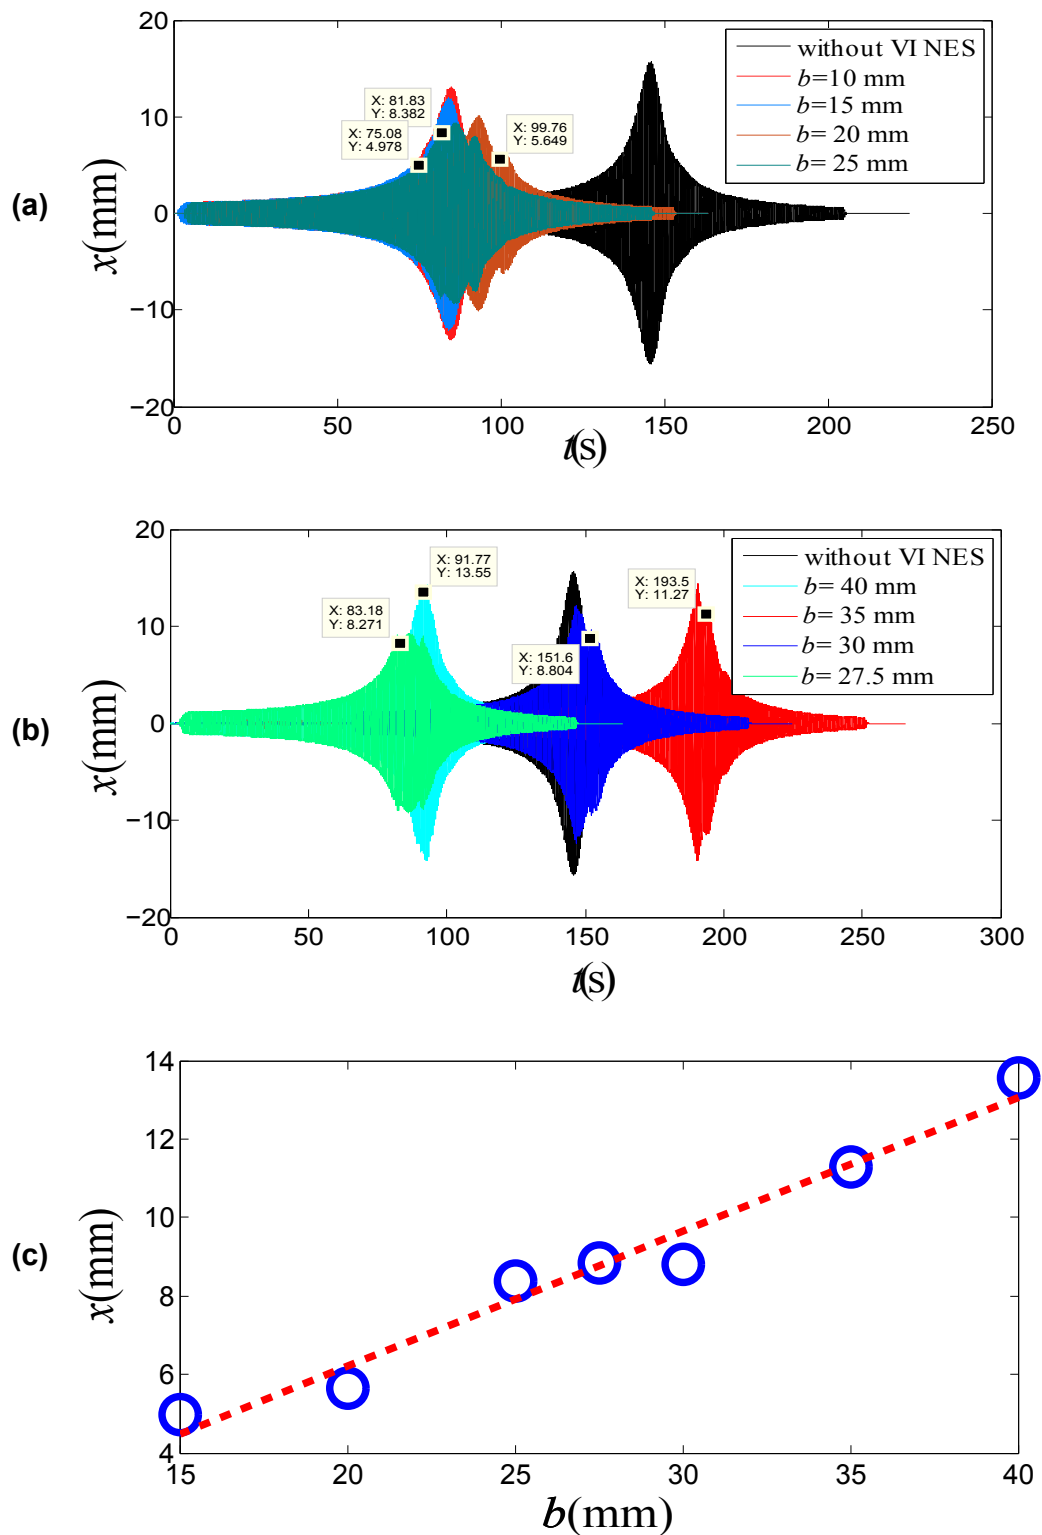 (a)
x(mm)
20
10
0
−10
−20
X: 81.83
Y: 8.382
X: 75.08
Y: 4.978
X: 99.76
Y: 5.649
without VI NES
b=10 mm
b=15 mm
b= 20 mm
b= 25 mm
0
50
100
150
200
250
t(s)
(b)
x(mm)
20
10
0
−10
−20
X: 91.77
Y: 13.55
X: 83.18
Y: 8.271
X: 193.5
Y: 11.27
X: 151.6
Y: 8.804
without VI NES
b= 40 mm
b= 35 mm
b= 30 mm
b= 27.5 mm
0
50
100
150
200
250
300
t(s)
(c)
x(mm)
14
12
10
8
6
4
15
20
25
30
35
40
b(mm)